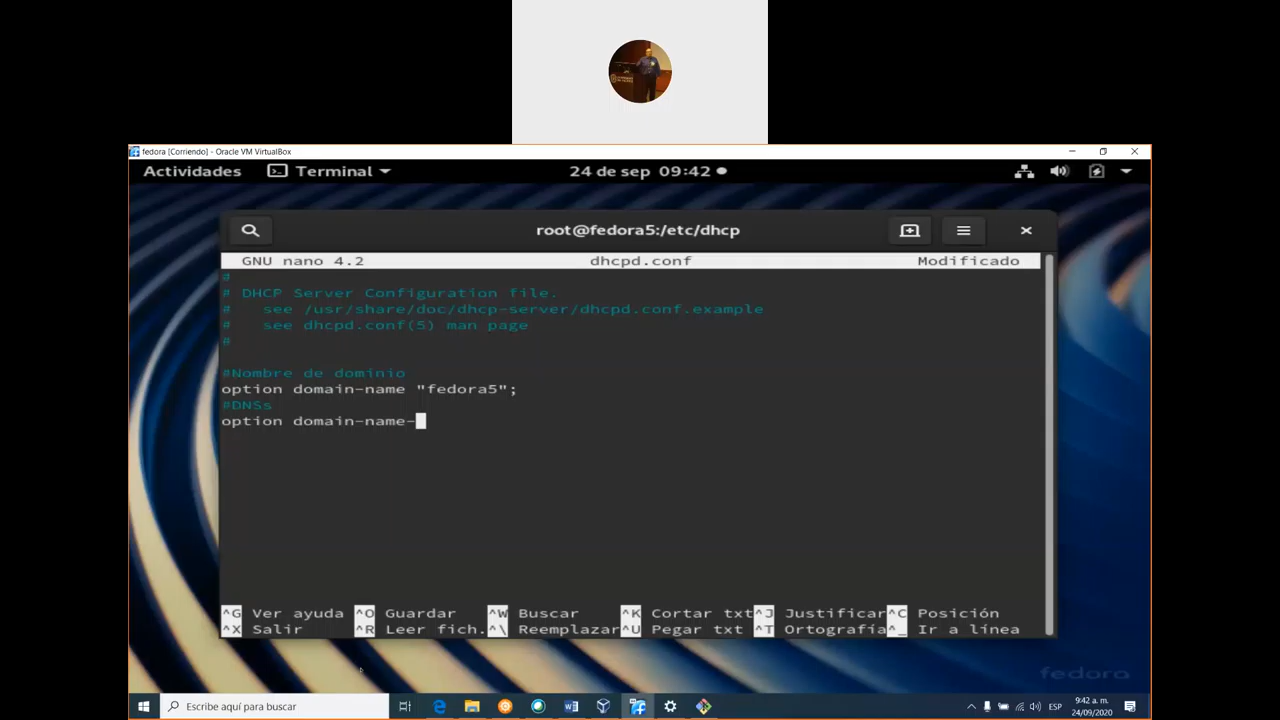 fedora [Corriendo] - Oracle VM VirtualBox
Actividades Terminal 24 de sep 09:42
root@fedora5:/etc/dhcp
GNU nano 4.2 dhcpd.conf Modificado
#
# DHCP Server Configuration file.
#   see /usr/share/doc/dhcp-server/dhcpd.conf.example
#   see dhcpd.conf(5) man page
#
#Nombre de dominio
option domain-name "fedora5";
#DNSs
option domain-name-
^G Ver ayuda ^O Guardar ^W Buscar ^K Cortar txt ^J Justificar ^C Posición
^X Salir ^R Leer fich. ^\ Reemplazar ^U Pegar txt ^T Ortografía ^_ Ir a línea
fedora
Escribe aquí para buscar ESP 9:42 a. m.
24/09/2020